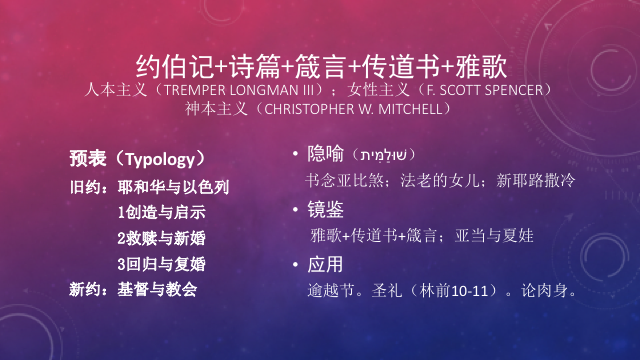 约伯记+诗篇+箴言+传道书+雅歌
人本主义（TREMPER LONGMAN III）；女性主义（F. SCOTT SPENCER）
神本主义（CHRISTOPHER W. MITCHELL）
预表（Typology）
旧约：耶和华与以色列
1创造与启示
2救赎与新婚
3回归与复婚
新约：基督与教会
• 隐喻（שׁוּלַמִּית）
书念亚比煞；法老的女儿；新耶路撒冷
• 镜鉴
雅歌+传道书+箴言；亚当与夏娃
• 应用
逾越节。圣礼（林前10-11）。论肉身。